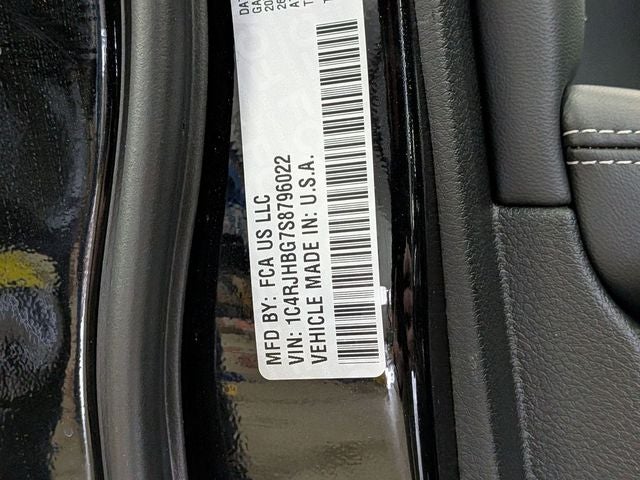 MFD BY: FCA US LLC
VIN: 1C4RJHBG7S8796022
VEHICLE MADE IN: U.S.A.